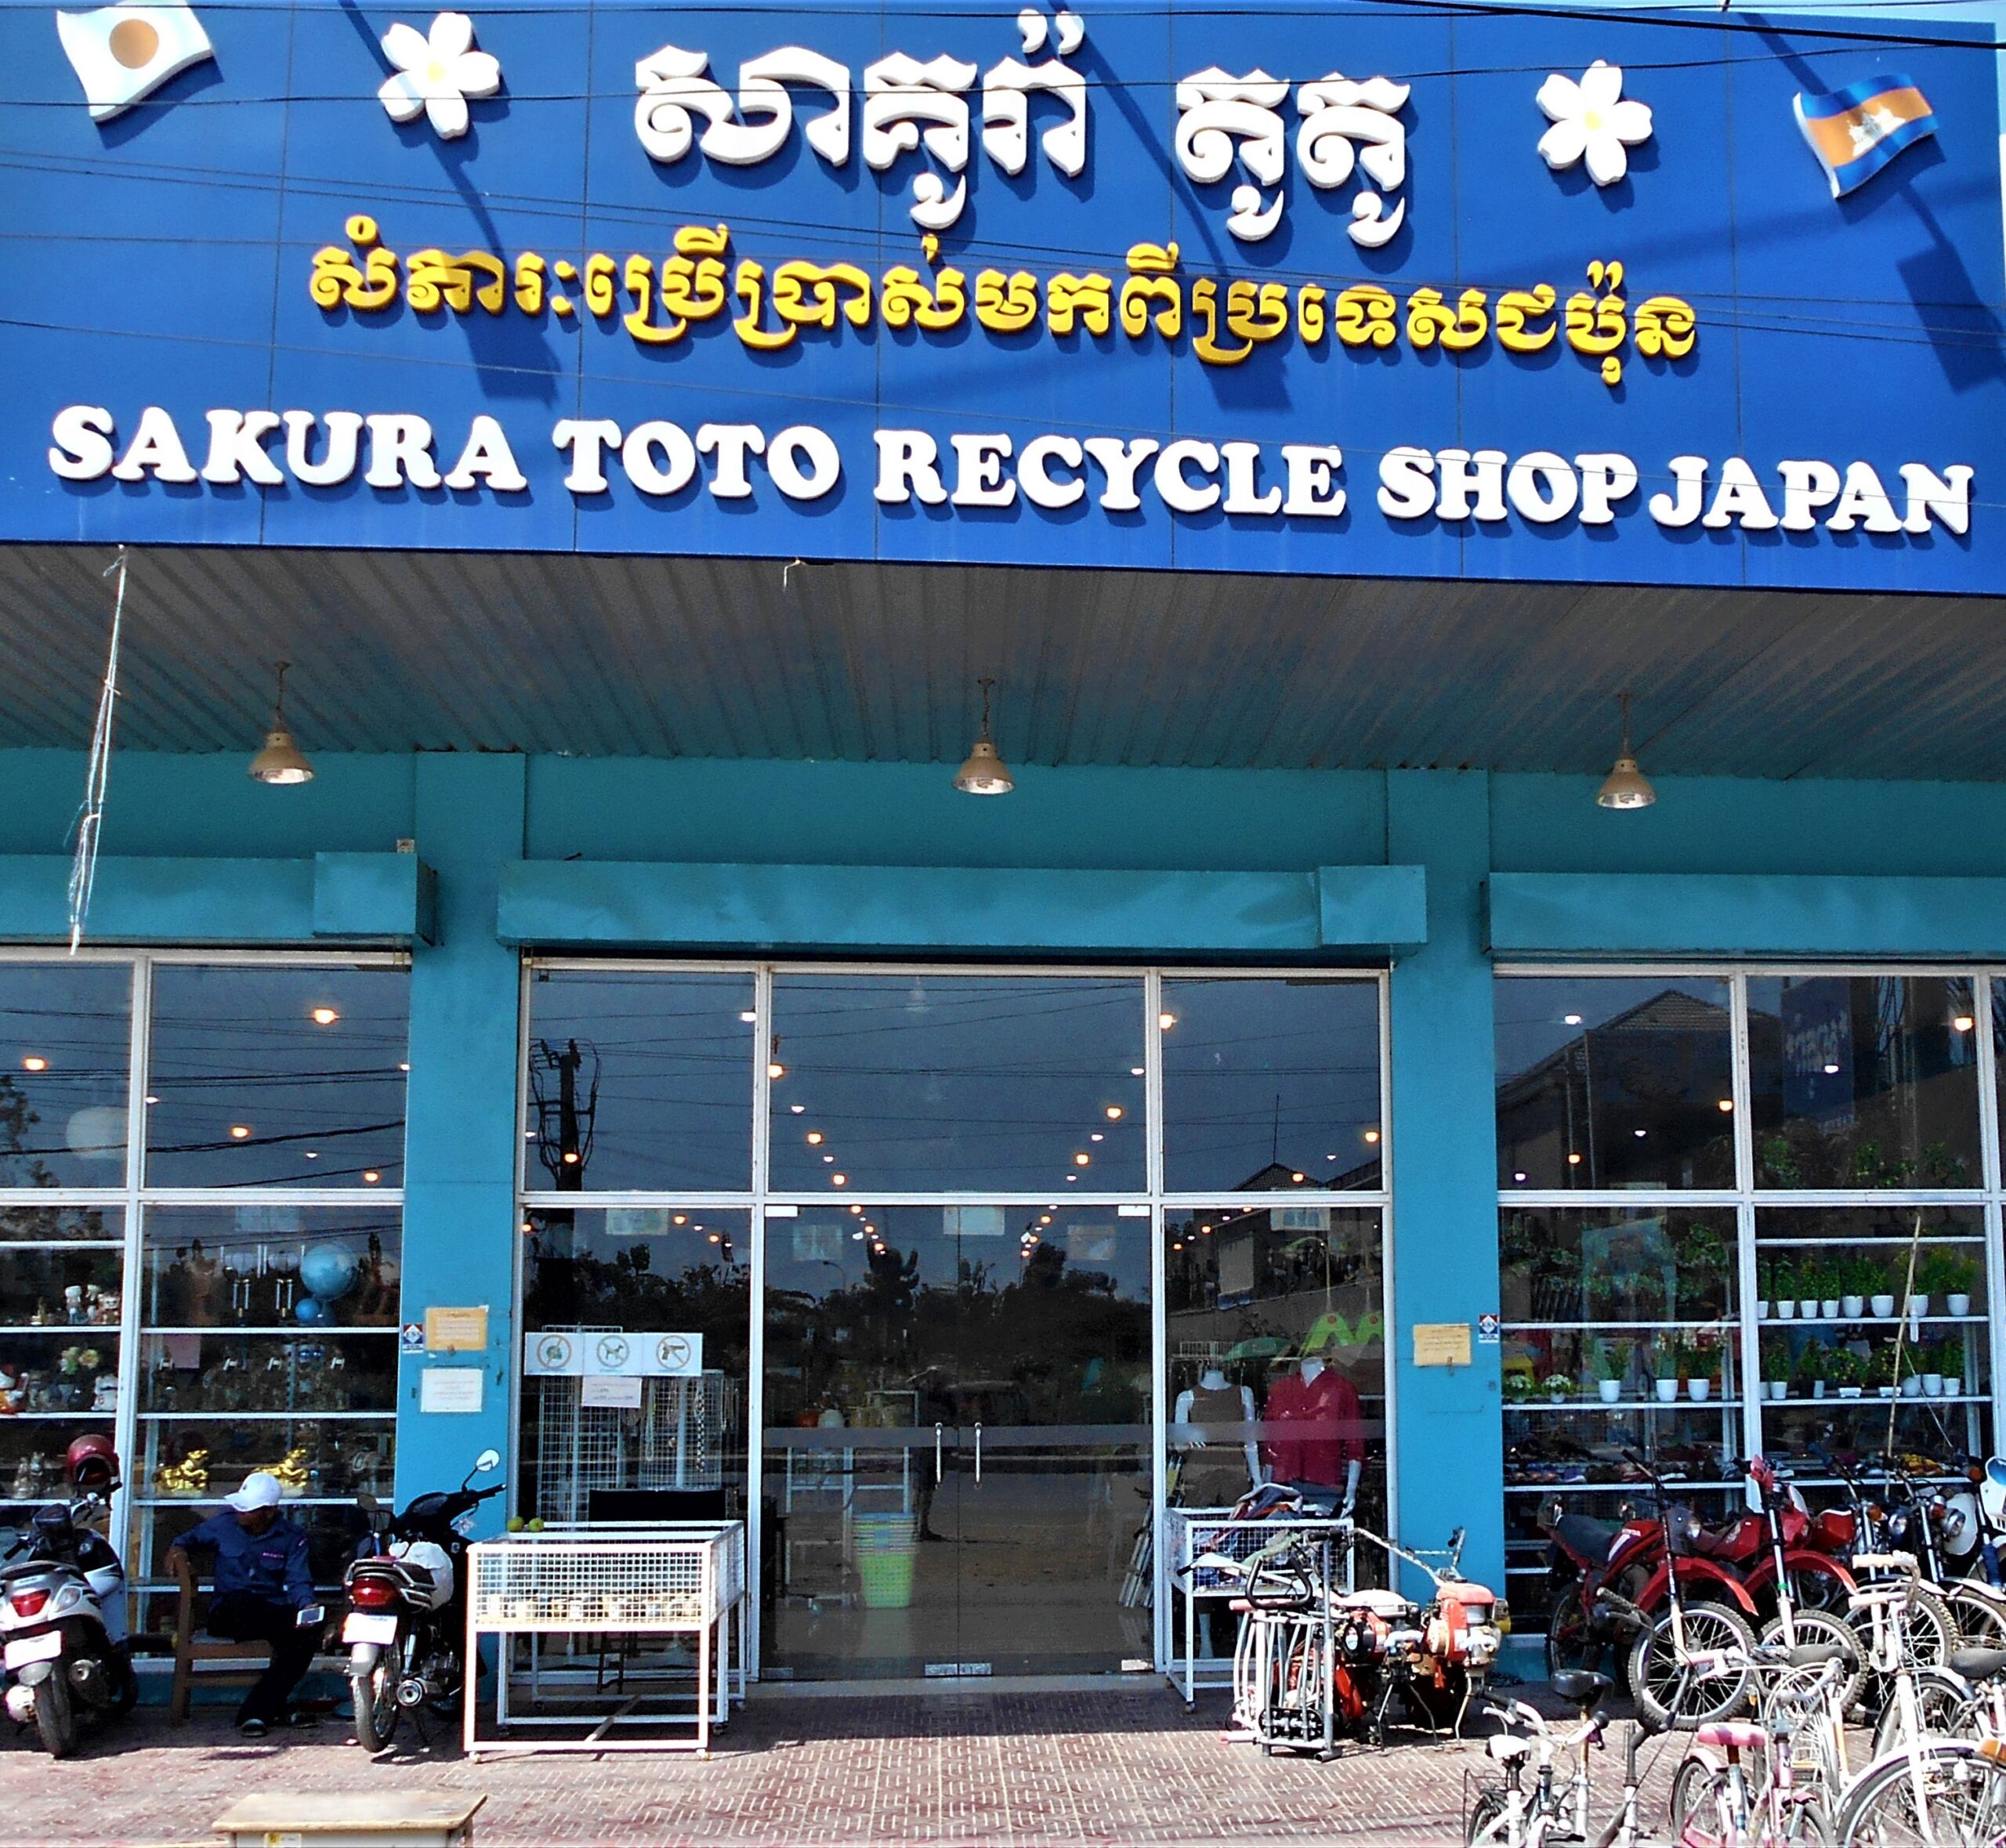 សាគូរ៉ា តូតូ
សំភារៈប្រើប្រាស់មកពីប្រទេសជប៉ុន
SAKURA TOTO RECYCLE SHOP JAPAN